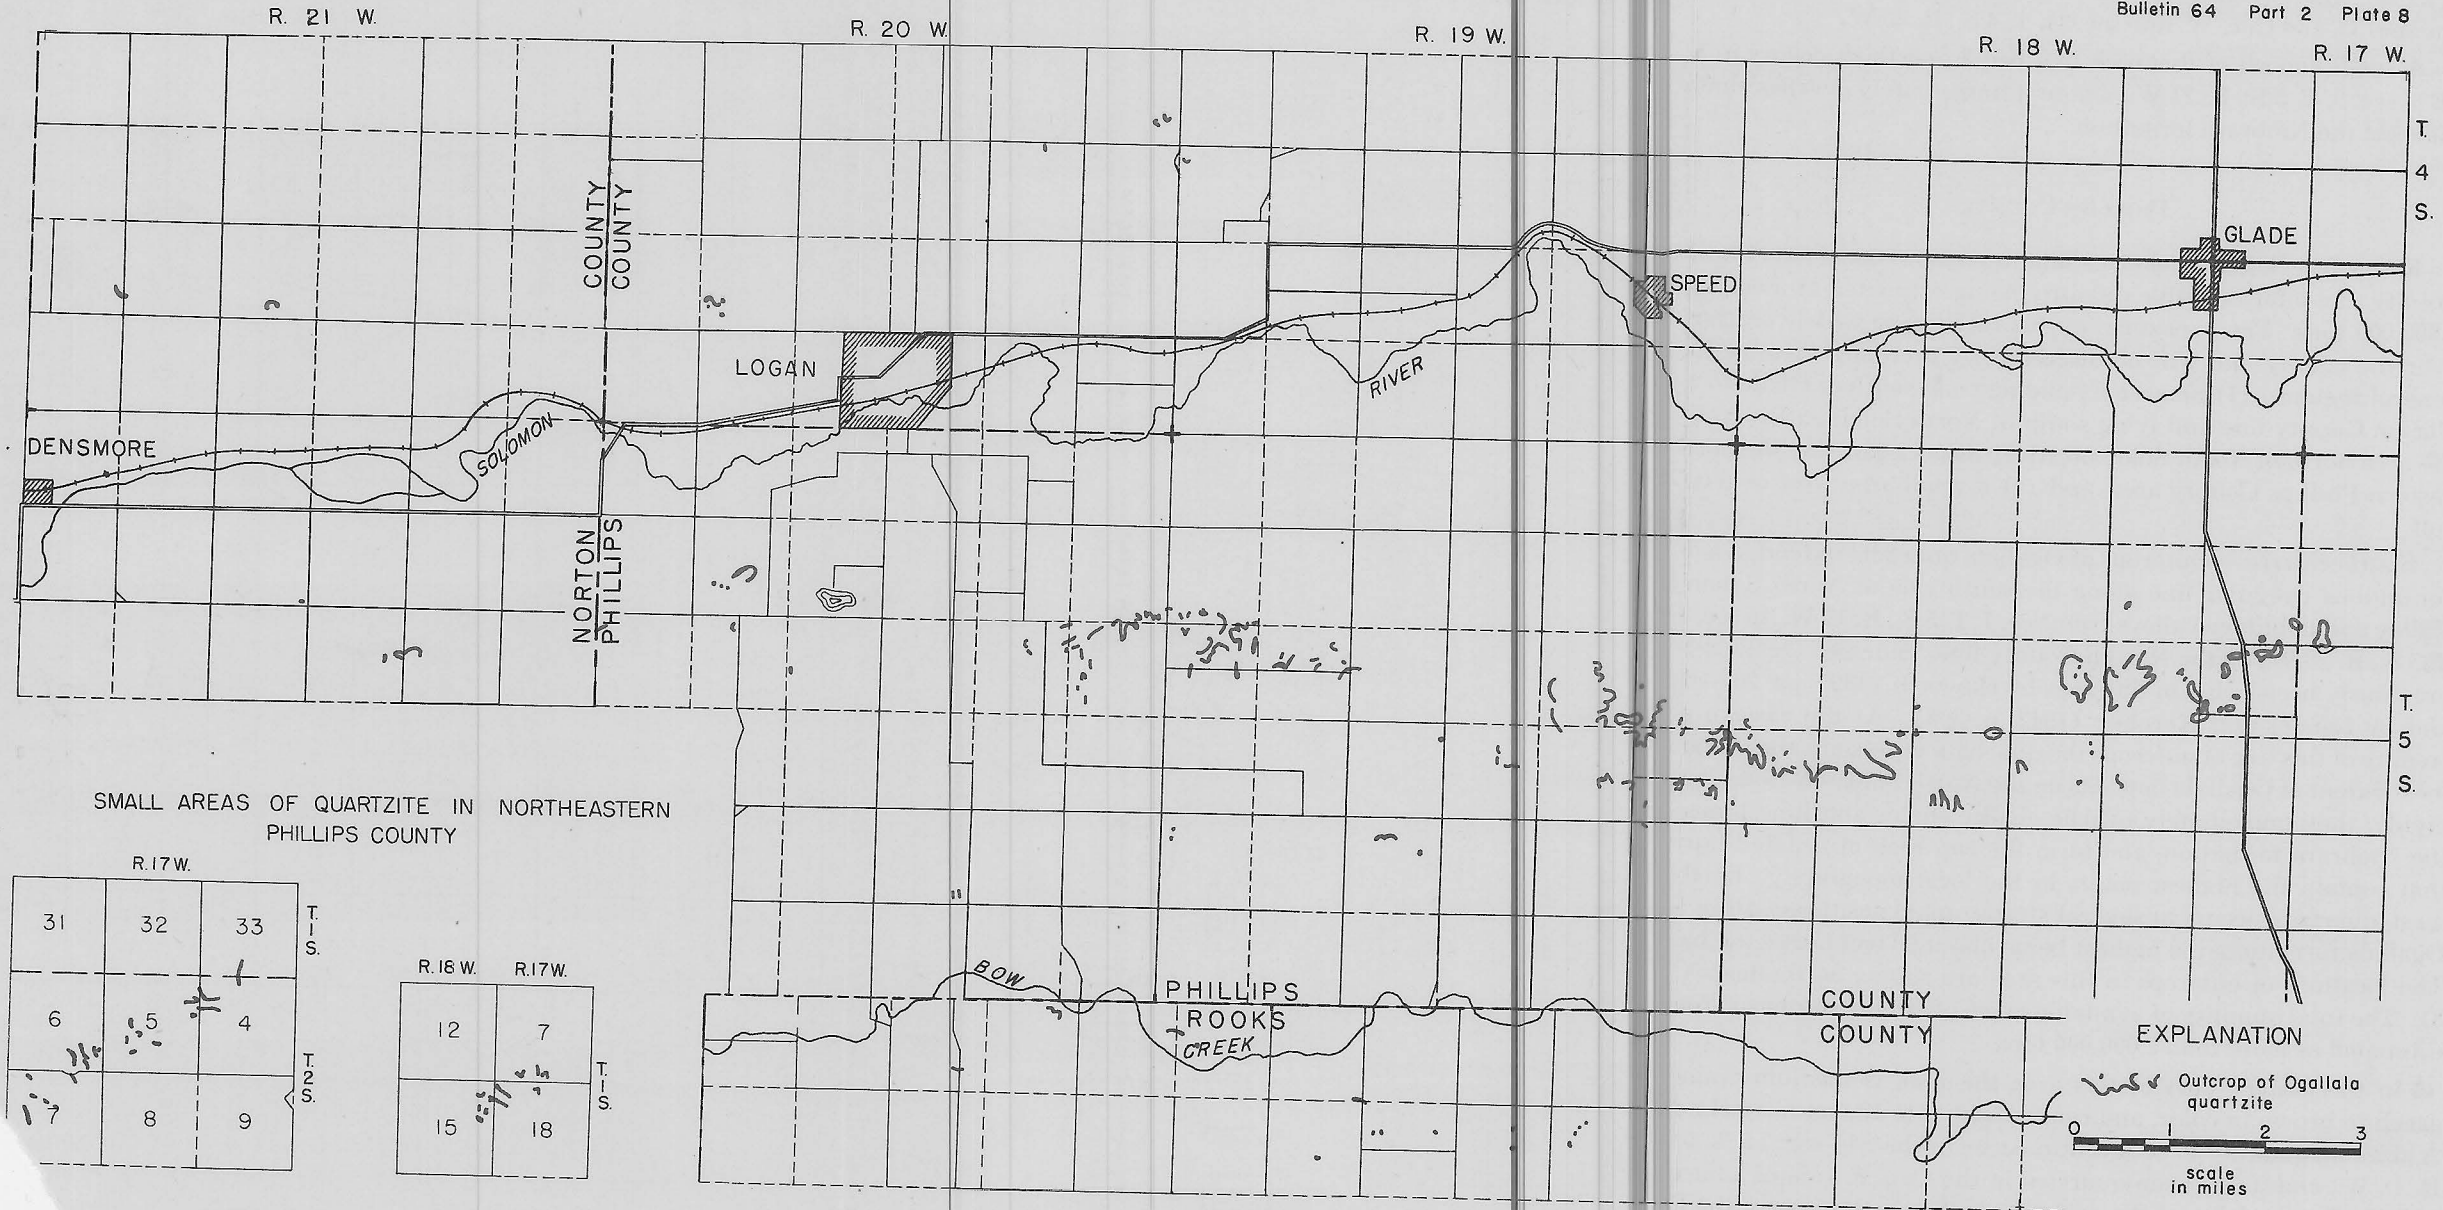 Bulletin 64 Part 2 Plate 8
R. 21 W.
R. 20 W.
R. 19 W.
R. 18 W.
R. 17 W.
T.
4
S.
COUNTY
COUNTY
GLADE
SPEED
LOGAN
RIVER
DENSMORE
SOLOMON
NORTON
PHILLIPS
T.
5
S.
SMALL AREAS OF QUARTZITE IN NORTHEASTERN
PHILLIPS COUNTY
R.17W.
31 32 33
T.
1
S.
6 5 4
T.
2
S.
7 8 9
R.18 W. R.17W.
12 7
T.
1
S.
15 18
BOW
PHILLIPS COUNTY
ROOKS COUNTY
CREEK
EXPLANATION
Outcrop of Ogallala
quartzite
0 1 2 3
scale
in miles